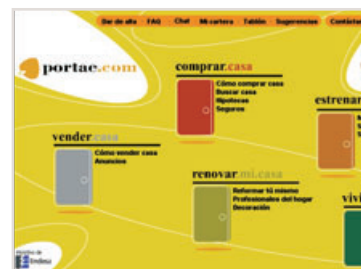 Dar de alta FAQ Chat Mi cartera Tablón Sugerencias
portae.com
comprar.casa
Cómo comprar casa
Buscar casa
Hipotecas
Seguros
estrenar
vender.casa
Cómo vender casa
Anuncios
renovar.mi.casa
Reformar tú mismo
Profesionales del hogar
Decoración
Endesa